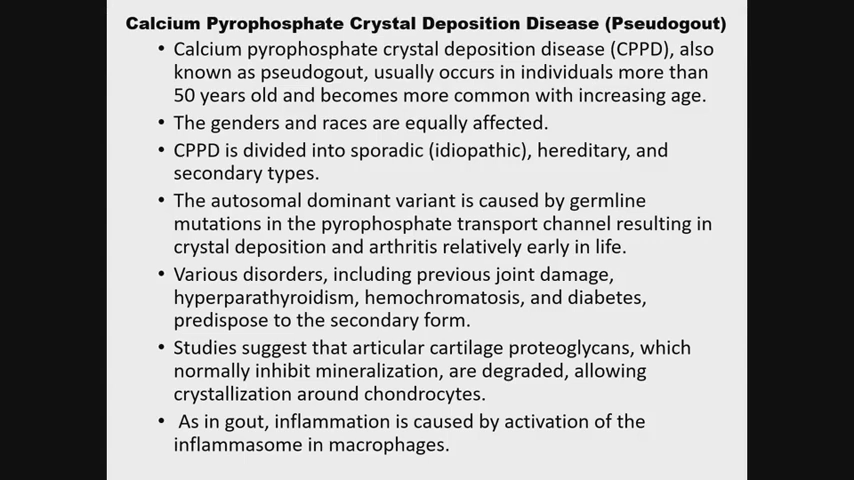 Calcium Pyrophosphate Crystal Deposition Disease (Pseudogout)
• Calcium pyrophosphate crystal deposition disease (CPPD), also
known as pseudogout, usually occurs in individuals more than
50 years old and becomes more common with increasing age.
• The genders and races are equally affected.
• CPPD is divided into sporadic (idiopathic), hereditary, and
secondary types.
• The autosomal dominant variant is caused by germline
mutations in the pyrophosphate transport channel resulting in
crystal deposition and arthritis relatively early in life.
• Various disorders, including previous joint damage,
hyperparathyroidism, hemochromatosis, and diabetes,
predispose to the secondary form.
• Studies suggest that articular cartilage proteoglycans, which
normally inhibit mineralization, are degraded, allowing
crystallization around chondrocytes.
• As in gout, inflammation is caused by activation of the
inflammasome in macrophages.